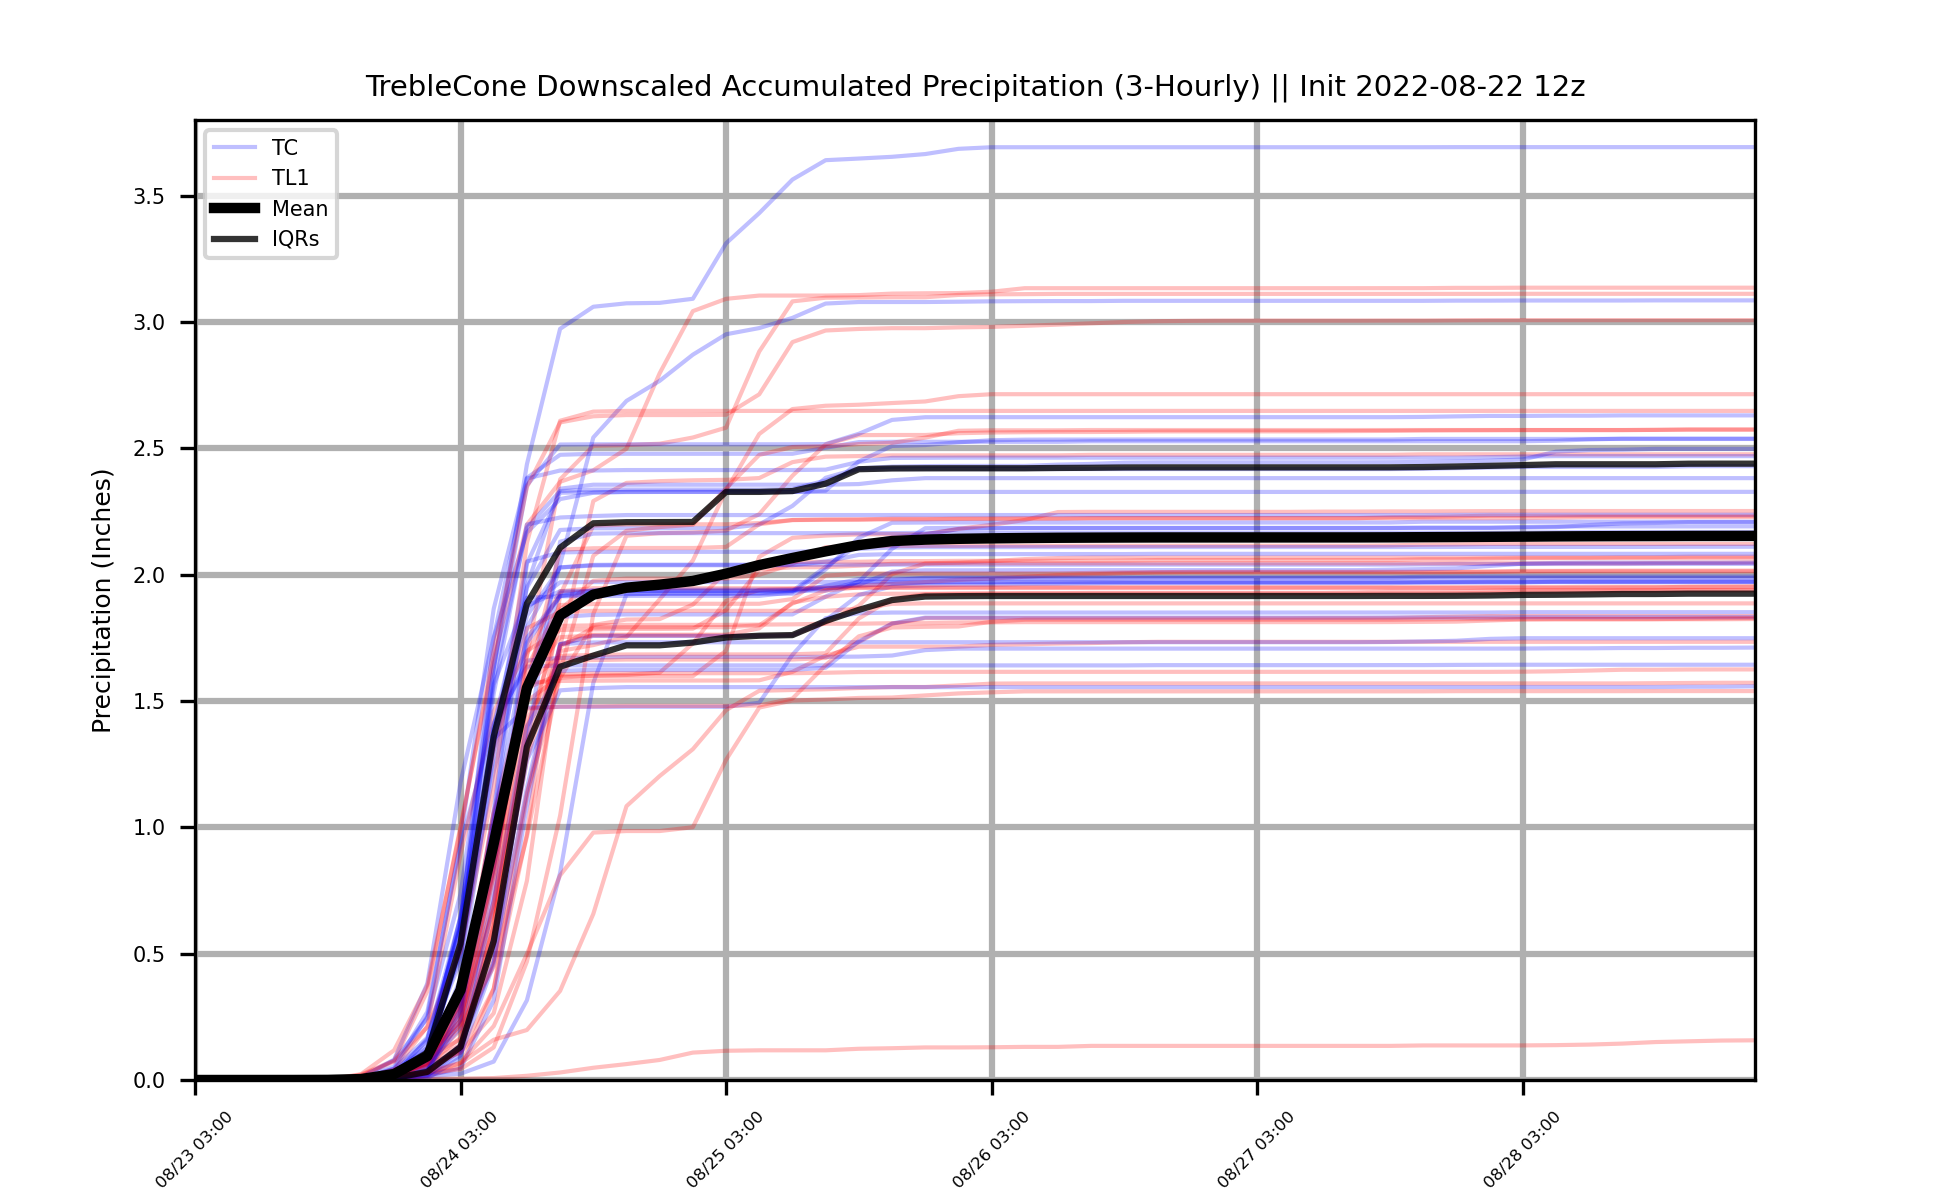 TrebleCone Downscaled Accumulated Precipitation (3-Hourly) || Init 2022-08-22 12z
TC
TL1
Mean
IQRs
Precipitation (Inches)
3.5
3.0
2.5
2.0
1.5
1.0
0.5
0.0
08/23 03:00
08/24 03:00
08/25 03:00
08/26 03:00
08/27 03:00
08/28 03:00